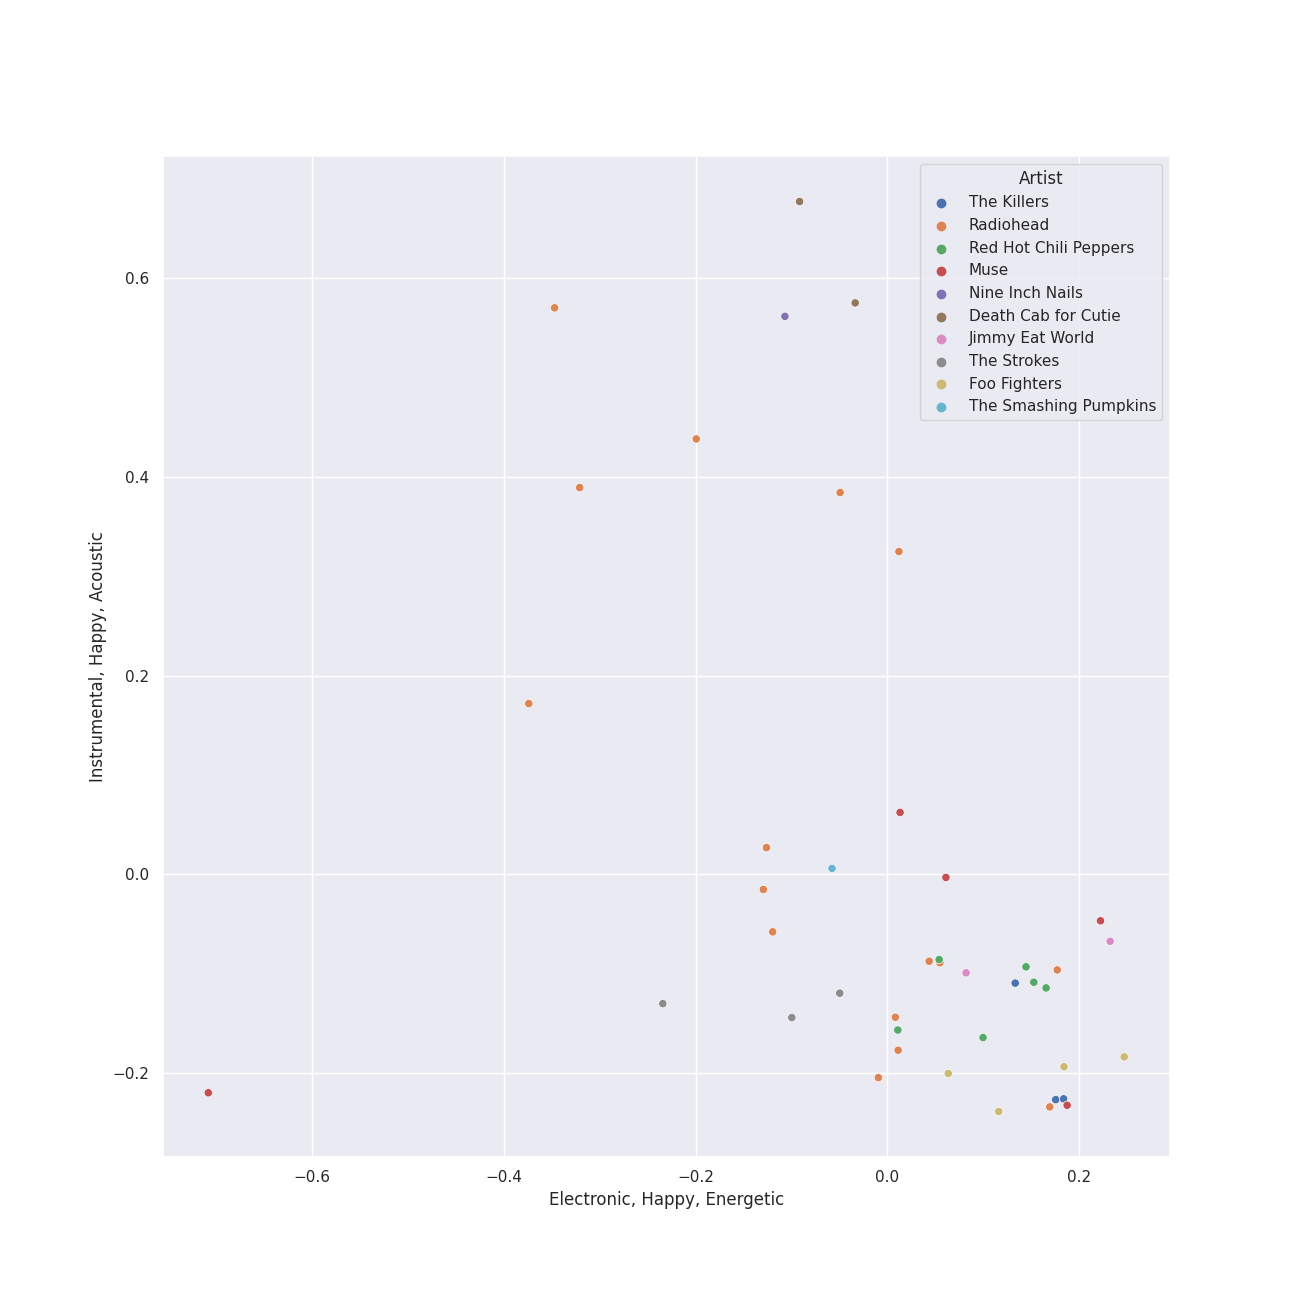 Artist
The Killers
Radiohead
Red Hot Chili Peppers
Muse
Nine Inch Nails
Death Cab for Cutie
Jimmy Eat World
The Strokes
Foo Fighters
The Smashing Pumpkins
0.6
0.4
0.2
0.0
−0.2
Instrumental, Happy, Acoustic
−0.6 −0.4 −0.2 0.0 0.2
Electronic, Happy, Energetic